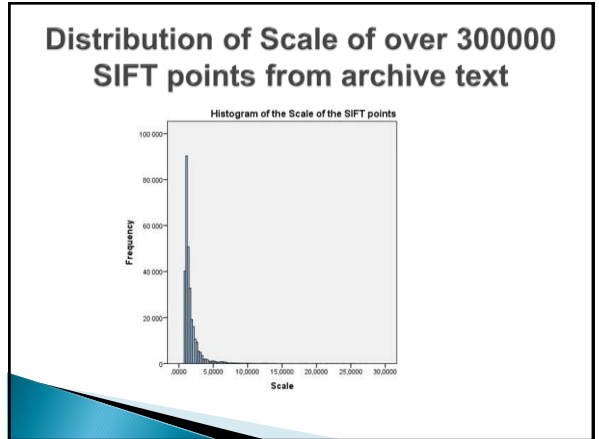 Distribution of Scale of over 300000
SIFT points from archive text
Histogram of the Scale of the SIFT points
100 000
80 000
60 000
40 000
20 000
0
Frequency
,0000 5,0000 10,0000 15,0000 20,0000 25,0000 30,0000
Scale